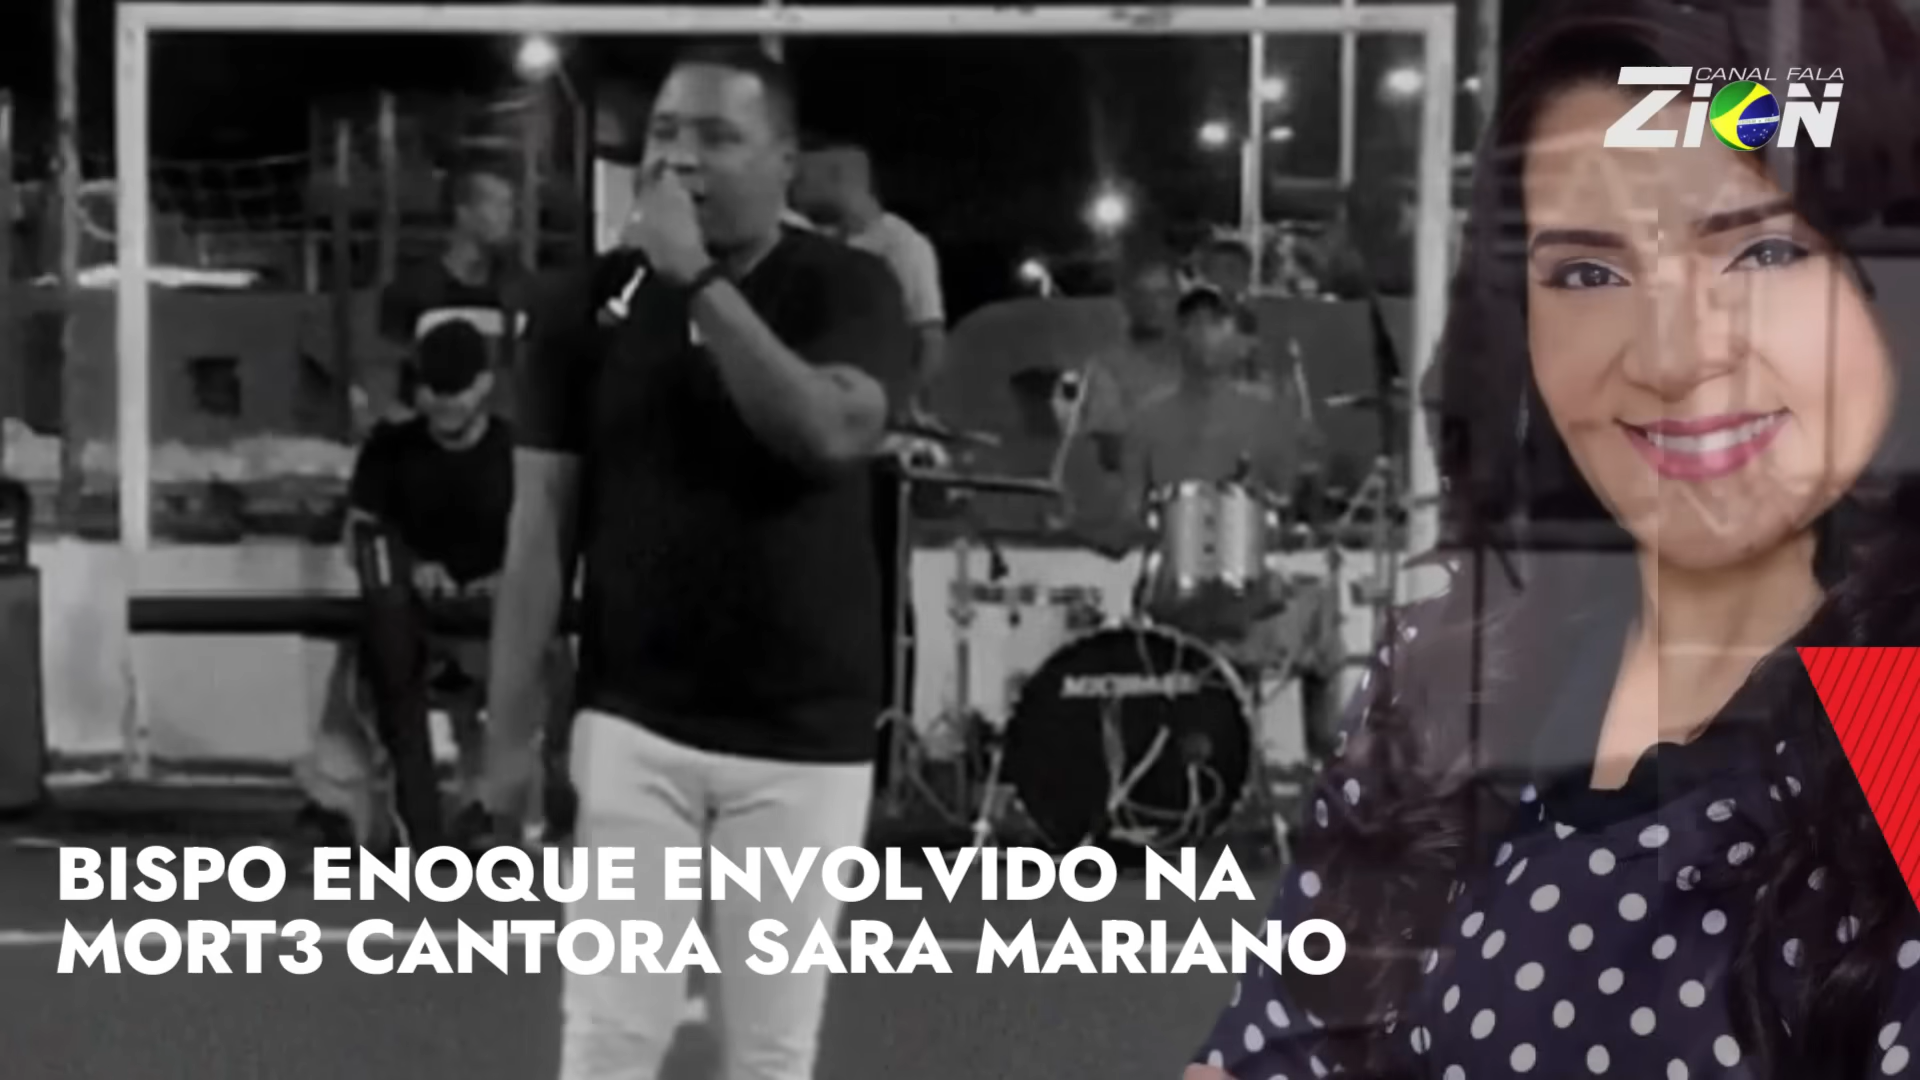 CANAL FALA
ZION
BISPO ENOQUE ENVOLVIDO NA
MORT3 CANTORA SARA MARIANO